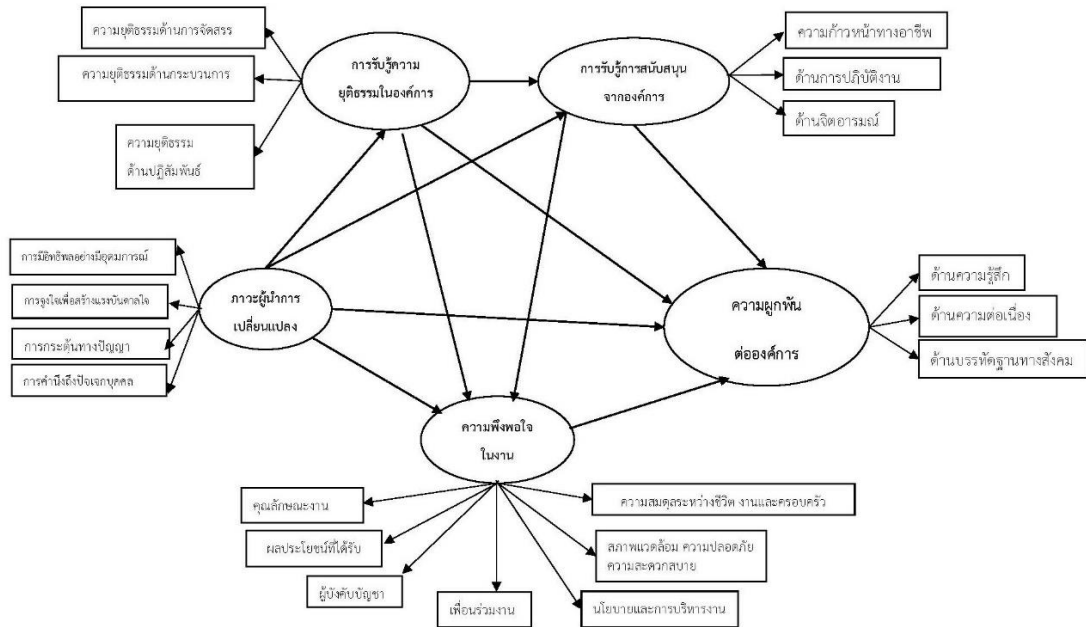 ความยุติธรรมด้านการจัดสรร
ความยุติธรรมด้านกระบวนการ
ความยุติธรรม
ด้านปฏิสัมพันธ์
การรับรู้ความ
ยุติธรรมในองค์การ
การรับรู้การสนับสนุน
จากองค์การ
ความก้าวหน้าทางอาชีพ
ด้านการปฏิบัติงาน
ด้านจิตอารมณ์
การมีอิทธิพลอย่างมีอุดมการณ์
การจูงใจเพื่อสร้างแรงบันดาลใจ
การกระตุ้นทางปัญญา
การคำนึงถึงปัจเจกบุคคล
ภาวะผู้นำการ
เปลี่ยนแปลง
ความผูกพัน
ต่อองค์การ
ด้านความรู้สึก
ด้านความต่อเนื่อง
ด้านบรรทัดฐานทางสังคม
ความพึงพอใจ
ในงาน
คุณลักษณะงาน
ผลประโยชน์ที่ได้รับ
ผู้บังคับบัญชา
เพื่อนร่วมงาน
ความสมดุลระหว่างชีวิต งานและครอบครัว
สภาพแวดล้อม ความปลอดภัย
ความสะดวกสบาย
นโยบายและการบริหารงาน